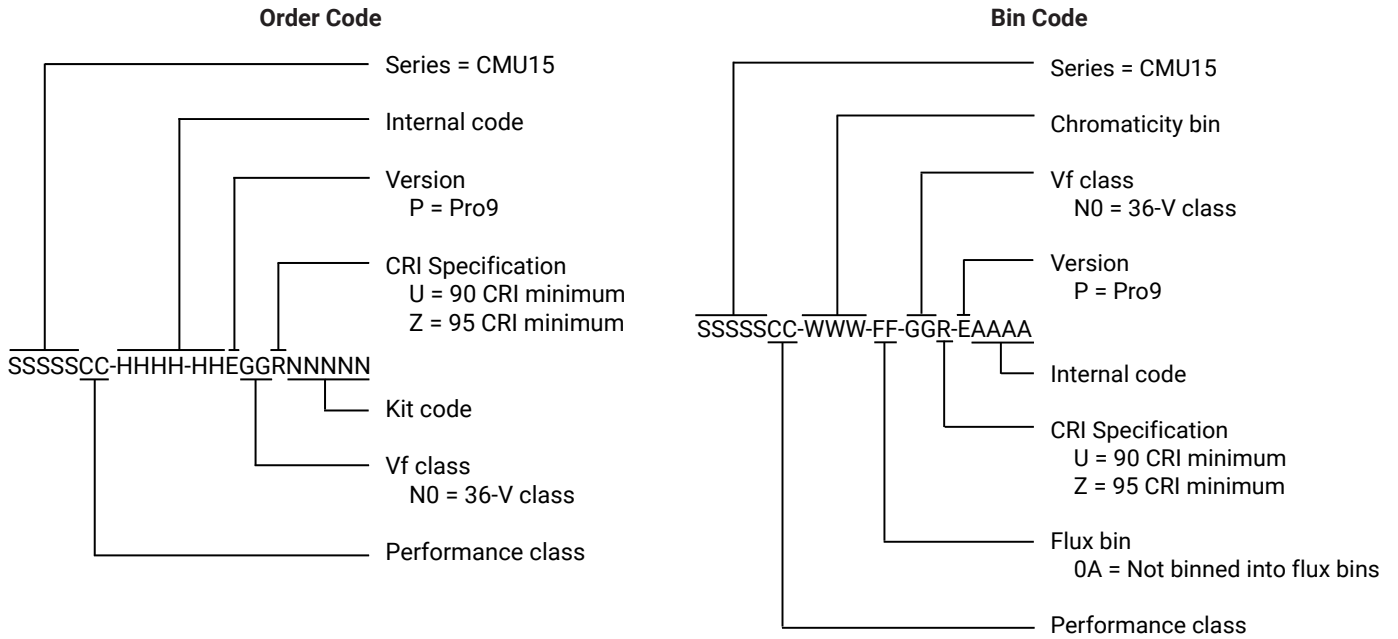 Order Code
Series = CMU15
Internal code
Version
P = Pro9
CRI Specification
U = 90 CRI minimum
Z = 95 CRI minimum
SSSSSCC-HHHH-HHEGGRNNNNN
Kit code
Vf class
N0 = 36-V class
Performance class
Bin Code
Series = CMU15
Chromaticity bin
Vf class
N0 = 36-V class
Version
P = Pro9
SSSSSCC-WWW-FF-GGR-EAAAA
Internal code
CRI Specification
U = 90 CRI minimum
Z = 95 CRI minimum
Flux bin
0A = Not binned into flux bins
Performance class